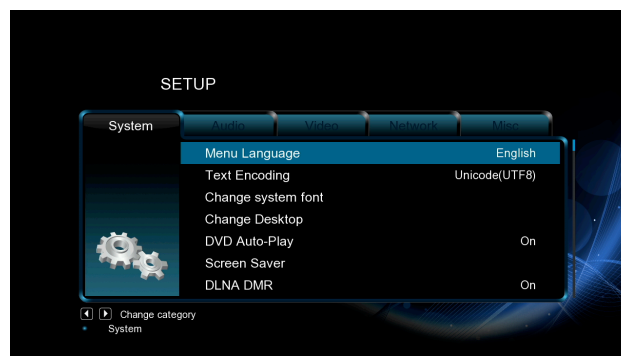 SETUP
System Audio Video Network Misc
Menu Language English
Text Encoding Unicode(UTF8)
Change system font
Change Desktop
DVD Auto-Play On
Screen Saver
DLNA DMR On
Change category
System